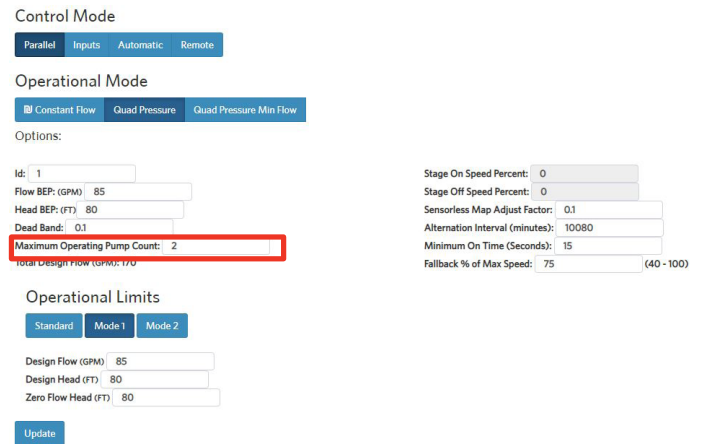 Control Mode
Parallel Inputs Automatic Remote
Operational Mode
Constant Flow Quad Pressure Quad Pressure Min Flow
Options:
Id: 1
Flow BEP: (GPM) 85
Head BEP: (FT) 80
Dead Band: 0.1
Maximum Operating Pump Count: 2
Total Design Flow (GPM): 170
Stage On Speed Percent: 0
Stage Off Speed Percent: 0
Sensorless Map Adjust Factor: 0.1
Alternation Interval (minutes): 10080
Minimum On Time (Seconds): 15
Fallback % of Max Speed: 75 (40 - 100)
Operational Limits
Standard Mode 1 Mode 2
Design Flow (GPM) 85
Design Head (FT) 80
Zero Flow Head (FT) 80
Update